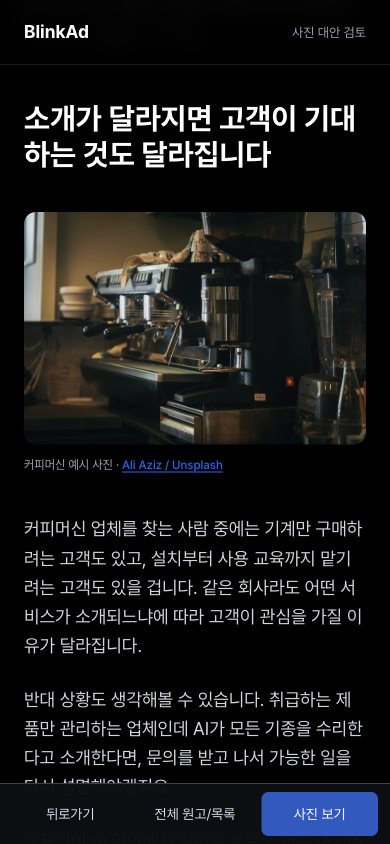 BlinkAd
사진 대안 검토
소개가 달라지면 고객이 기대
하는 것도 달라집니다
커피머신 예시 사진 · Ali Aziz / Unsplash
커피머신 업체를 찾는 사람 중에는 기계만 구매하
려는 고객도 있고, 설치부터 사용 교육까지 맡기
려는 고객도 있을 겁니다. 같은 회사라도 어떤 서
비스가 소개되느냐에 따라 고객이 관심을 가질 이
유가 달라집니다.
반대 상황도 생각해볼 수 있습니다. 취급하는 제
품만 관리하는 업체인데 AI가 모든 기종을 수리한
다고 소개한다면, 문의를 받고 나서 가능한 일을
뒤로가기
전체 원고/목록
사진 보기